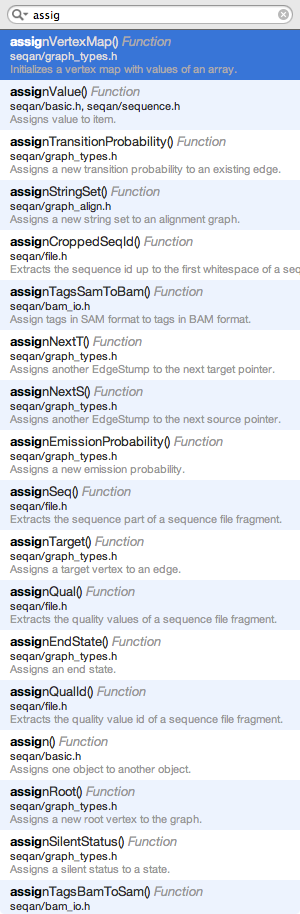 assig
assignVertexMap() Function
seqan/graph_types.h
Initializes a vertex map with values of an array.
assignValue() Function
seqan/basic.h, seqan/sequence.h
Assigns value to item.
assignTransitionProbability() Function
seqan/graph_types.h
Assigns a new transition probability to an existing edge.
assignStringSet() Function
seqan/graph_align.h
Assigns a new string set to an alignment graph.
assignCroppedSeqId() Function
seqan/file.h
Extracts the sequence id up to the first whitespace of a seq
assignTagsSamToBam() Function
seqan/bam_io.h
Assign tags in SAM format to tags in BAM format.
assignNextT() Function
seqan/graph_types.h
Assigns another EdgeStump to the next target pointer.
assignNextS() Function
seqan/graph_types.h
Assigns another EdgeStump to the next source pointer.
assignEmissionProbability() Function
seqan/graph_types.h
Assigns a new emission probability.
assignSeq() Function
seqan/file.h
Extracts the sequence part of a sequence file fragment.
assignTarget() Function
seqan/graph_types.h
Assigns a target vertex to an edge.
assignQual() Function
seqan/file.h
Extracts the quality values of a sequence file fragment.
assignEndState() Function
seqan/graph_types.h
Assigns an end state.
assignQualId() Function
seqan/file.h
Extracts the quality value id of a sequence file fragment.
assign() Function
seqan/basic.h
Assigns one object to another object.
assignRoot() Function
seqan/graph_types.h
Assigns a new root vertex to the graph.
assignSilentStatus() Function
seqan/graph_types.h
Assigns a silent status to a state.
assignTagsBamToSam() Function
seqan/bam_io.h